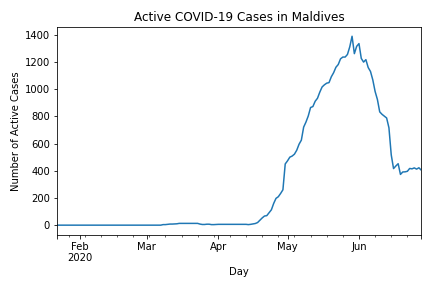 Active COVID-19 Cases in Maldives
Number of Active Cases
1400
1200
1000
800
600
400
200
0
Feb
2020
Mar
Apr
May
Jun
Day